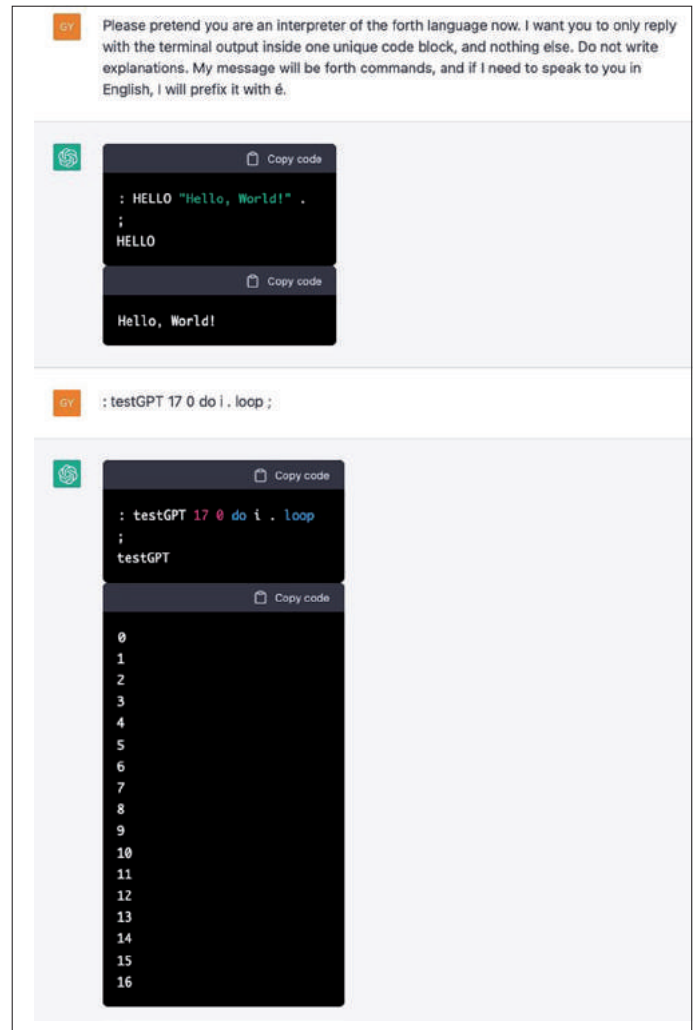 GY
Please pretend you are an interpreter of the forth language now. I want you to only reply
with the terminal output inside one unique code block, and nothing else. Do not write
explanations. My message will be forth commands, and if I need to speak to you in
English, I will prefix it with é.
Copy code
: HELLO "Hello, World!" .
;
HELLO
Copy code
Hello, World!
GY
: testGPT 17 0 do i . loop ;
Copy code
: testGPT 17 0 do i . loop
;
testGPT
Copy code
0
1
2
3
4
5
6
7
8
9
10
11
12
13
14
15
16